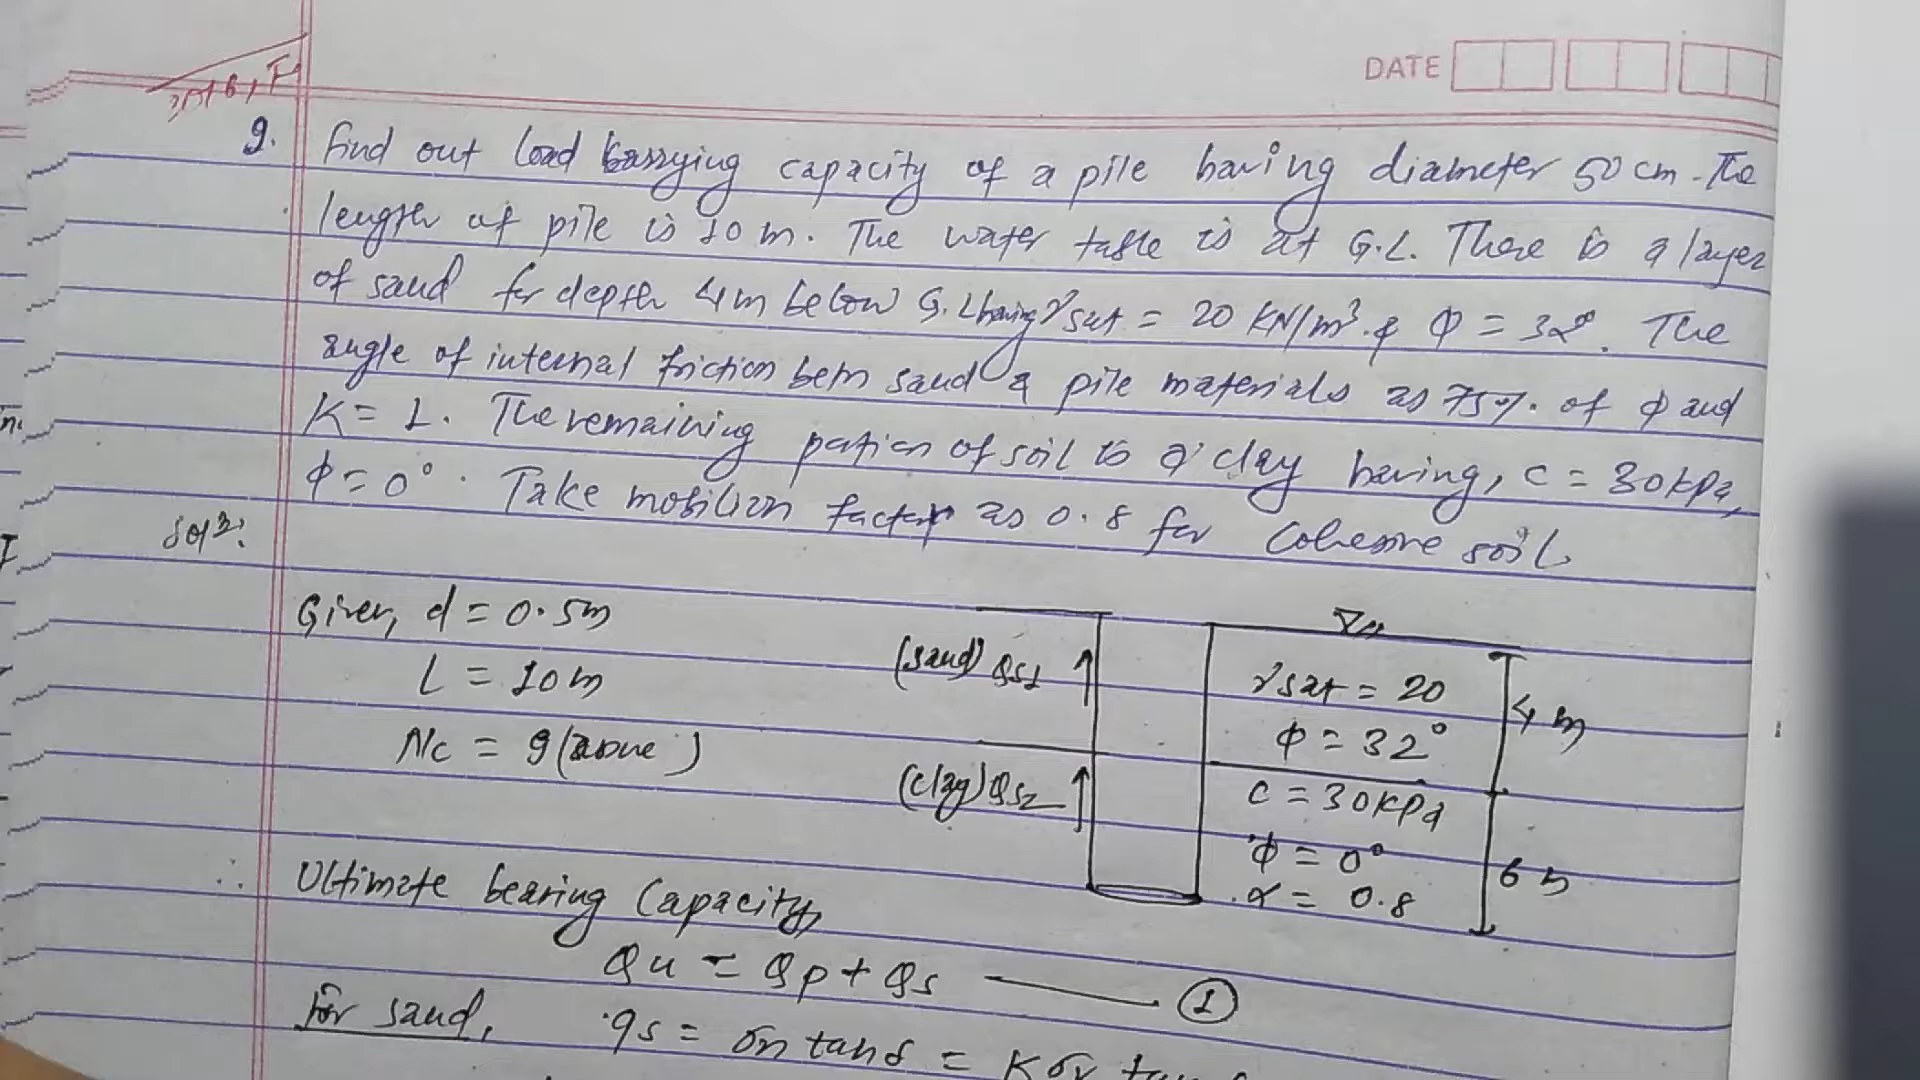 DATE
9. find out load carrying capacity of a pile having diameter 50 cm. The
length of pile is 10 m. The water table is at G.L. There is a layer
of sand for depth 4m below G.L having γsat = 20 KN/m³ & φ = 32°. The
angle of internal friction betn sand & pile materials as 75% of φ and
K = 1. The remaining portion of soil is of clay having, c = 30 kPa,
φ = 0°. Take factor as 0.8 for cohesive soil.
Soln:
Given, d = 0.5m
L = 10m
Nc = 9 (above)
(sand) Qs1
γsat = 20
4 m
φ = 32°
(clay) Qs2
c = 30kPa
φ = 0°
6 m
α = 0.8
∴ Ultimate bearing Capacity,
Qu = Qp + Qs ——— ①
for sand, qs = σn tanδ = K σv